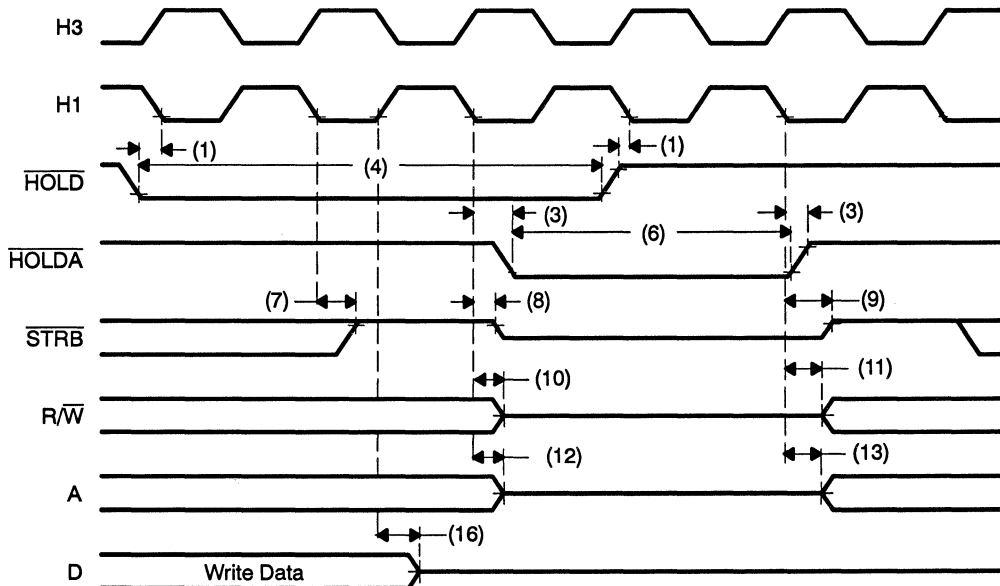 H3
H1
(1)
(4)
(1)
HOLD
(3)
(6)
(3)
HOLDA
(7)
(8)
(9)
STRB
(10)
(11)
R/W
(12)
(13)
A
(16)
D
Write Data